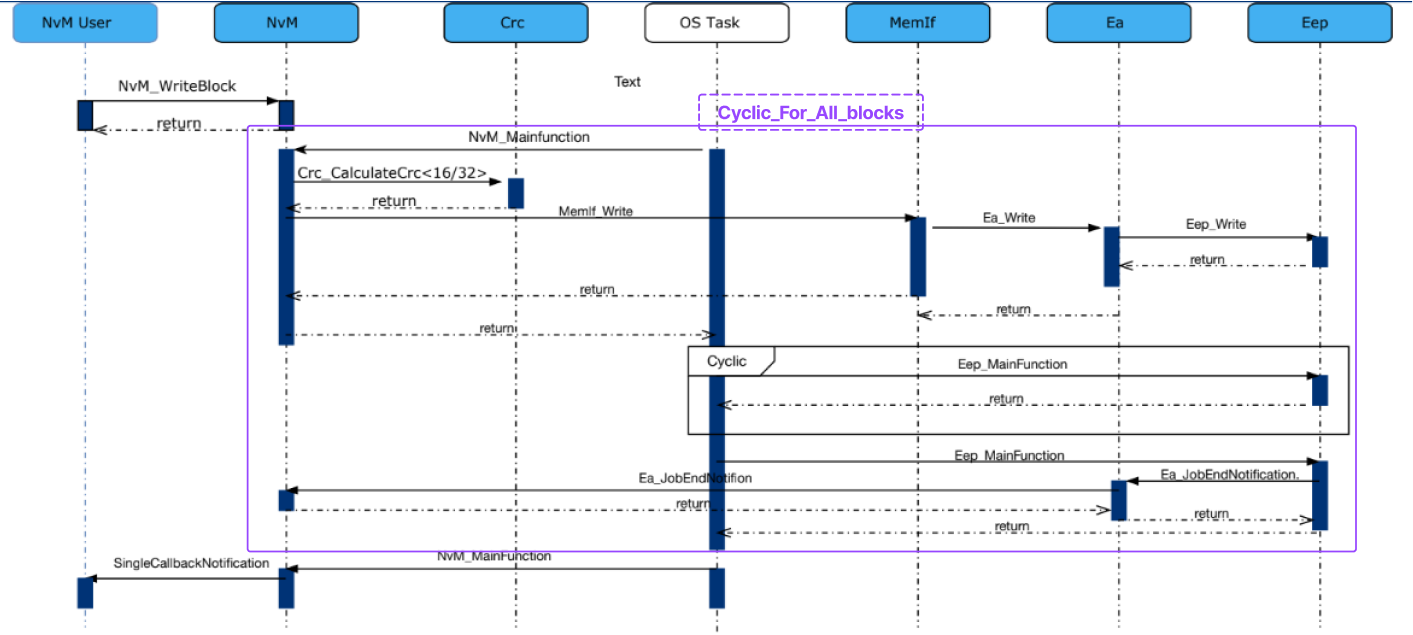 NvM User
NvM
Crc
OS Task
MemIf
Ea
Eep
Text
NvM_WriteBlock
Cyclic_For_All_blocks
return
NvM_Mainfunction
Crc_CalculateCrc<16/32>
return
MemIf_Write
Ea_Write
Eep_Write
return
return
return
return
Cyclic
Eep_MainFunction
return
Eep_MainFunction
Ea_JobEndNotifion
Ea_JobEndNotification.
return
return
return
NvM_MainFunction
SingleCallbackNotification